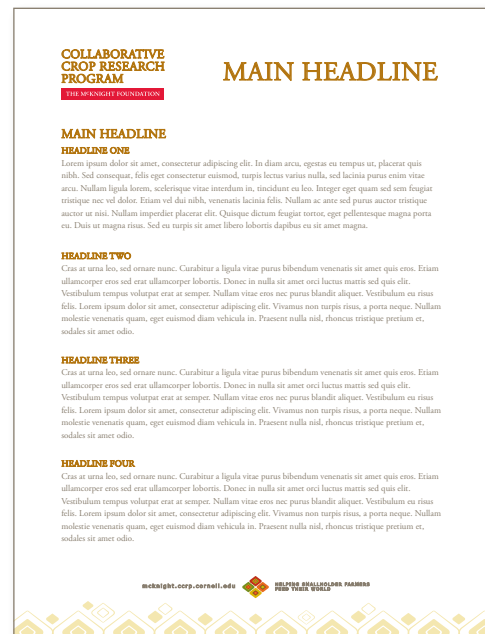 COLLABORATIVE
CROP RESEARCH
PROGRAM
THE McKNIGHT FOUNDATION
MAIN HEADLINE
MAIN HEADLINE
HEADLINE ONE
Lorem ipsum dolor sit amet, consectetur adipiscing elit. In diam arcu, egestas eu tempus ut, placerat quis
nibh. Sed consequat, felis eget consectetur euismod, turpis lectus varius nulla, sed lacinia purus enim vitae
arcu. Nullam ligula lorem, scelerisque vitae interdum in, tincidunt eu leo. Integer eget quam sed sem feugiat
tristique nec vel dolor. Etiam vel dui nibh, venenatis lacinia felis. Nullam ac ante sed purus auctor tristique
auctor ut nisi. Nullam imperdiet placerat elit. Quisque dictum feugiat tortor, eget pellentesque magna porta
eu. Duis ut magna risus. Sed eu turpis sit amet libero lobortis dapibus eu sit amet magna.
HEADLINE TWO
Cras at urna leo, sed ornare nunc. Curabitur a ligula vitae purus bibendum venenatis sit amet quis eros. Etiam
ullamcorper eros sed erat ullamcorper lobortis. Donec in nulla sit amet orci luctus mattis sed quis elit.
Vestibulum tempus volutpat erat at semper. Nullam vitae eros nec purus blandit aliquet. Vestibulum eu risus
felis. Lorem ipsum dolor sit amet, consectetur adipiscing elit. Vivamus non turpis risus, a porta neque. Nullam
molestie venenatis quam, eget euismod diam vehicula in. Praesent nulla nisl, rhoncus tristique pretium et,
sodales sit amet odio.
HEADLINE THREE
Cras at urna leo, sed ornare nunc. Curabitur a ligula vitae purus bibendum venenatis sit amet quis eros. Etiam
ullamcorper eros sed erat ullamcorper lobortis. Donec in nulla sit amet orci luctus mattis sed quis elit.
Vestibulum tempus volutpat erat at semper. Nullam vitae eros nec purus blandit aliquet. Vestibulum eu risus
felis. Lorem ipsum dolor sit amet, consectetur adipiscing elit. Vivamus non turpis risus, a porta neque. Nullam
molestie venenatis quam, eget euismod diam vehicula in. Praesent nulla nisl, rhoncus tristique pretium et,
sodales sit amet odio.
HEADLINE FOUR
Cras at urna leo, sed ornare nunc. Curabitur a ligula vitae purus bibendum venenatis sit amet quis eros. Etiam
ullamcorper eros sed erat ullamcorper lobortis. Donec in nulla sit amet orci luctus mattis sed quis elit.
Vestibulum tempus volutpat erat at semper. Nullam vitae eros nec purus blandit aliquet. Vestibulum eu risus
felis. Lorem ipsum dolor sit amet, consectetur adipiscing elit. Vivamus non turpis risus, a porta neque. Nullam
molestie venenatis quam, eget euismod diam vehicula in. Praesent nulla nisl, rhoncus tristique pretium et,
sodales sit amet odio.
mcknight.ccrp.cornell.edu
HELPING SMALLHOLDER FARMERS
FEED THEIR WORLD